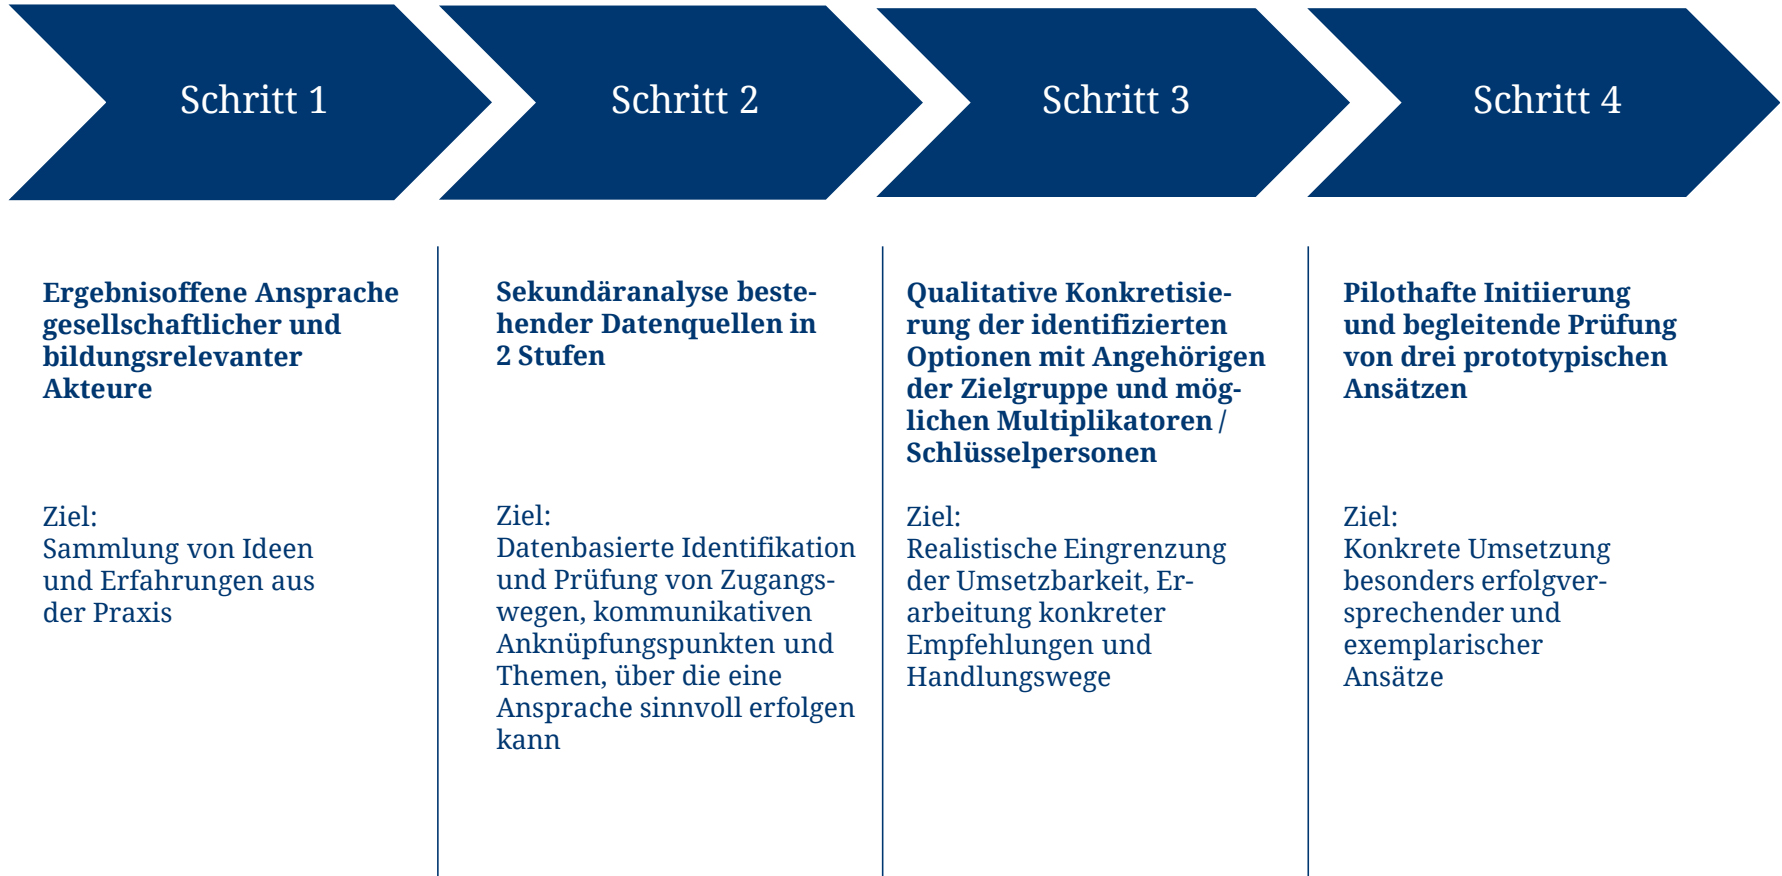 Schritt 1
Schritt 2
Schritt 3
Schritt 4
Ergebnisoffene Ansprache
gesellschaftlicher und
bildungsrelevanter
Akteure
Ziel:
Sammlung von Ideen
und Erfahrungen aus
der Praxis
Sekundäranalyse beste-
hender Datenquellen in
2 Stufen
Ziel:
Datenbasierte Identifikation
und Prüfung von Zugangs-
wegen, kommunikativen
Anknüpfungspunkten und
Themen, über die eine
Ansprache sinnvoll erfolgen
kann
Qualitative Konkretisie-
rung der identifizierten
Optionen mit Angehörigen
der Zielgruppe und mög-
lichen Multiplikatoren /
Schlüsselpersonen
Ziel:
Realistische Eingrenzung
der Umsetzbarkeit, Er-
arbeitung konkreter
Empfehlungen und
Handlungswege
Pilothafte Initiierung
und begleitende Prüfung
von drei prototypischen
Ansätzen
Ziel:
Konkrete Umsetzung
besonders erfolgver-
sprechender und
exemplarischer
Ansätze